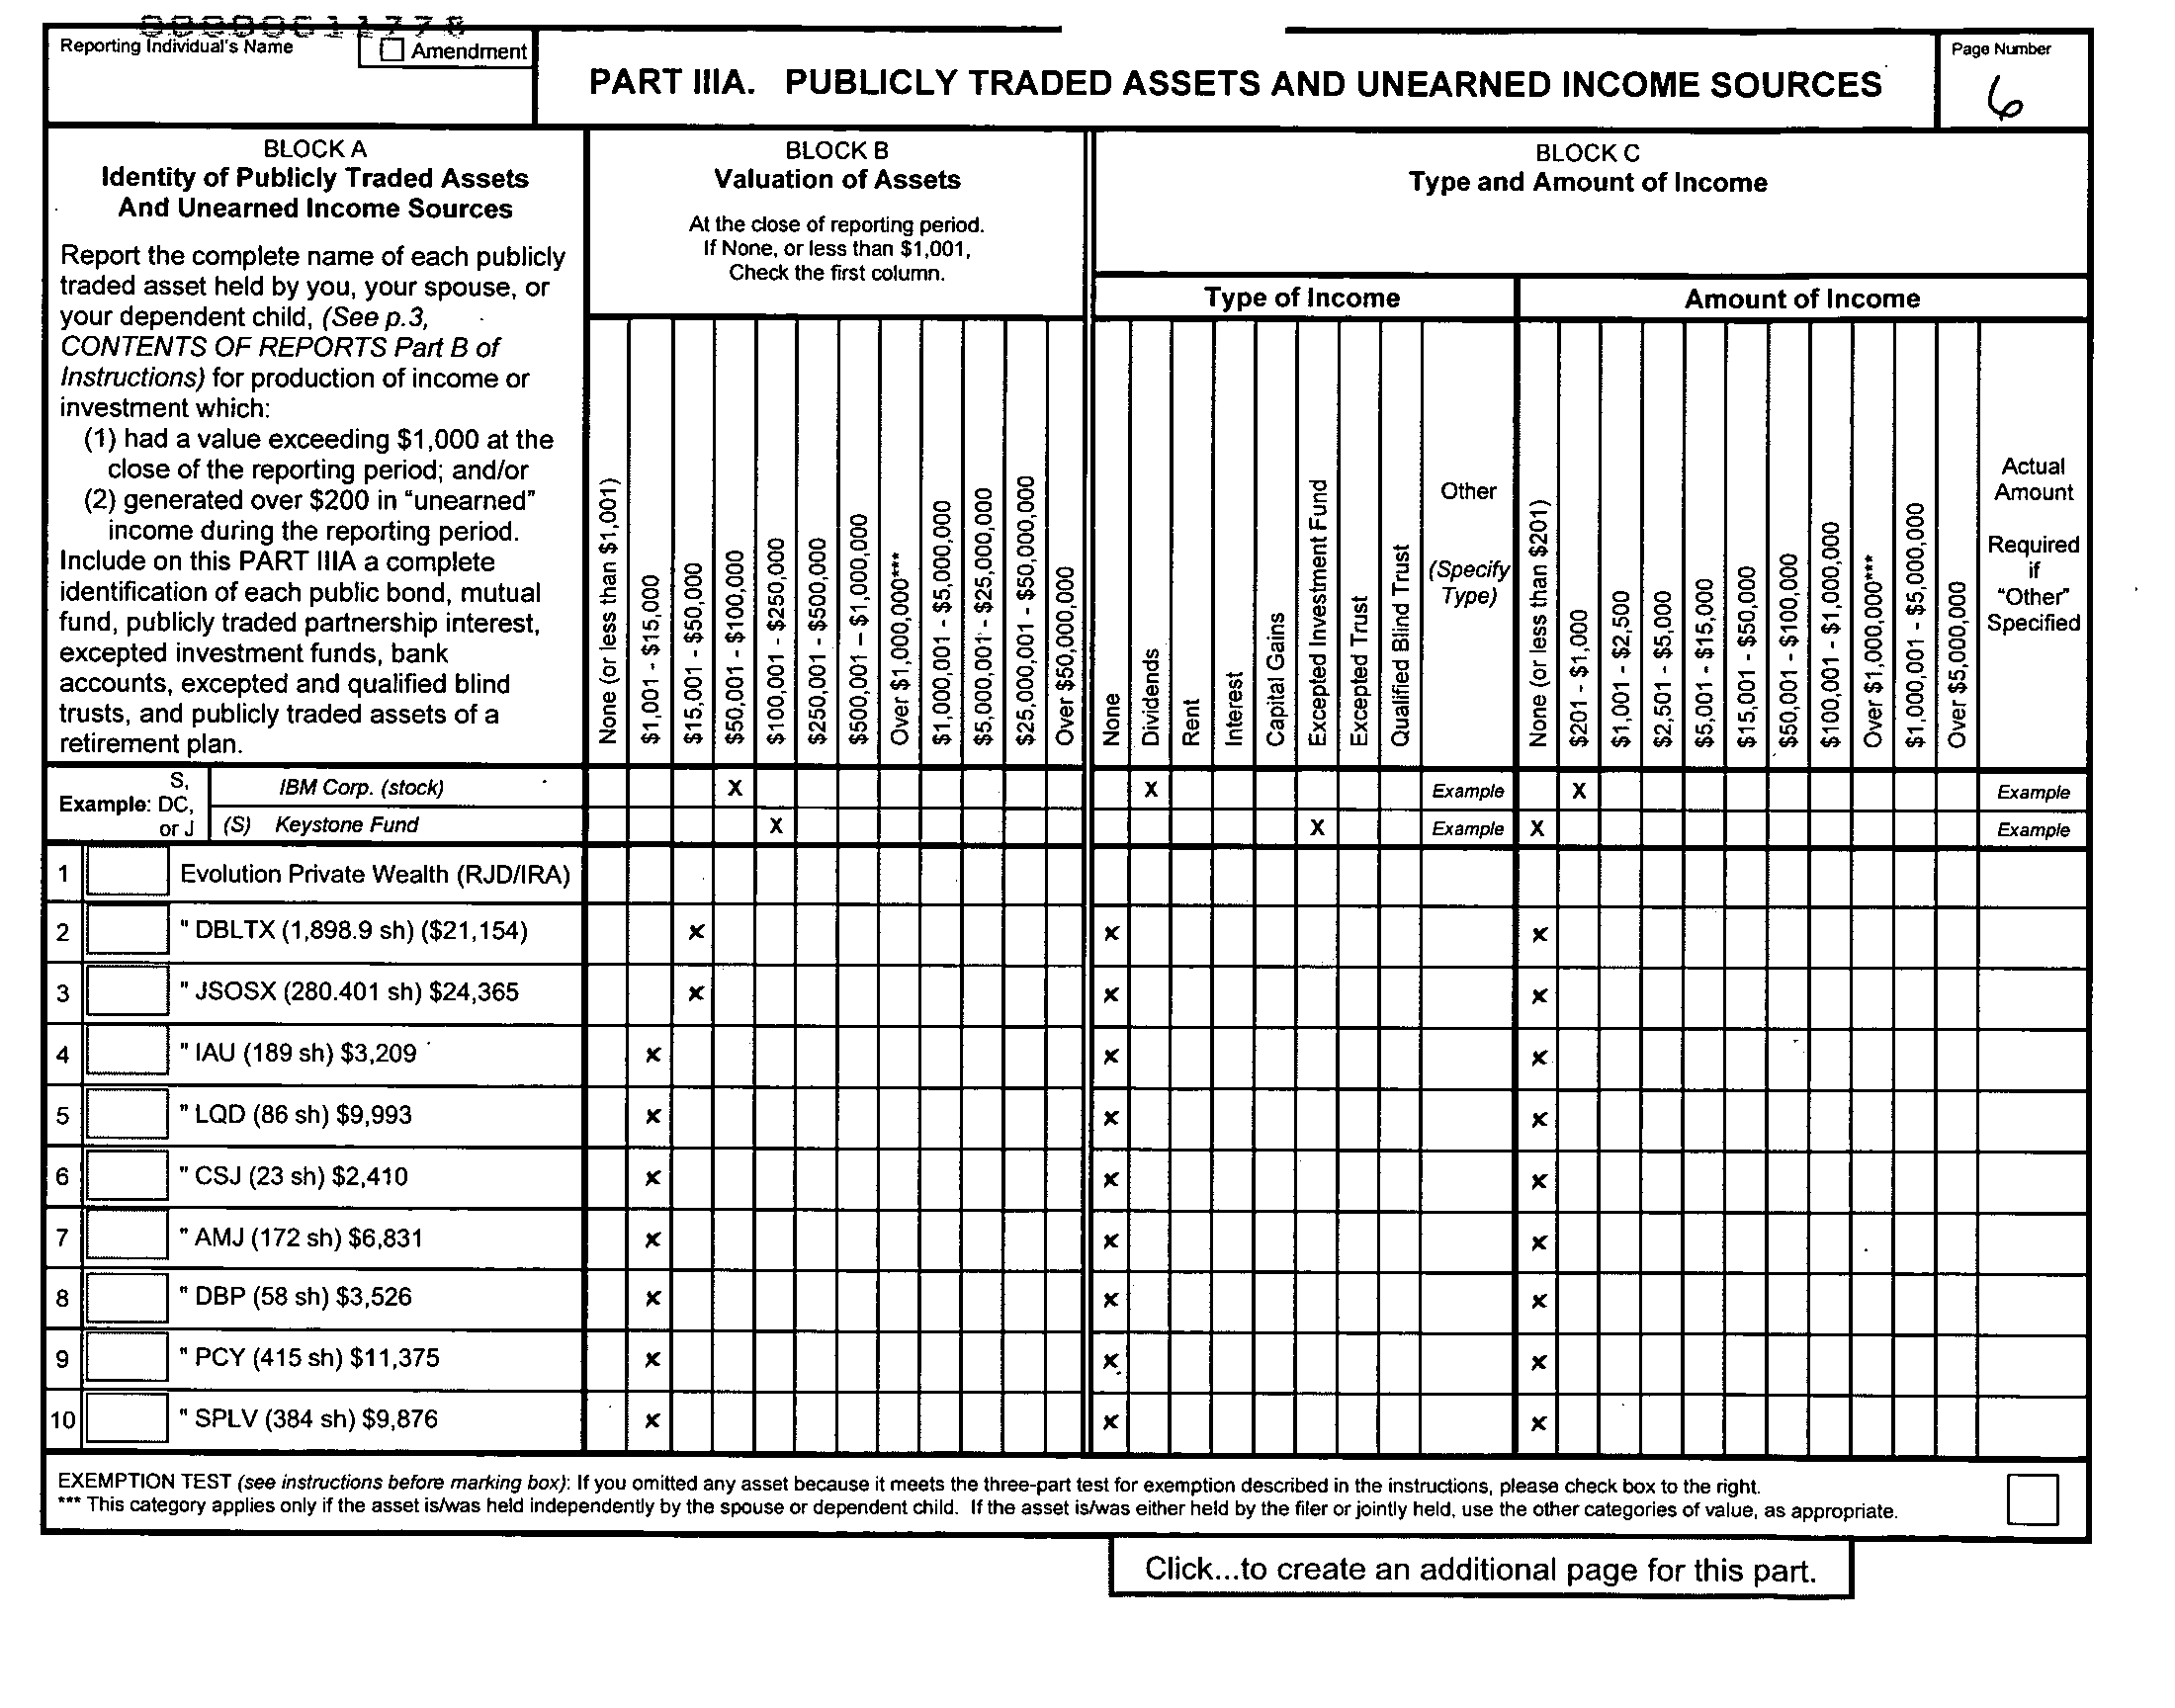 Reporting Individual's Name
Amendment
PART IIIA. PUBLICLY TRADED ASSETS AND UNEARNED INCOME SOURCES
Page Number
6
BLOCK A
Identity of Publicly Traded Assets
And Unearned Income Sources
Report the complete name of each publicly
traded asset held by you, your spouse, or
your dependent child, (See p.3,
CONTENTS OF REPORTS Part B of
Instructions) for production of income or
investment which:
(1) had a value exceeding $1,000 at the
close of the reporting period; and/or
(2) generated over $200 in "unearned"
income during the reporting period.
Include on this PART IIIA a complete
identification of each public bond, mutual
fund, publicly traded partnership interest,
excepted investment funds, bank
accounts, excepted and qualified blind
trusts, and publicly traded assets of a
retirement plan.
BLOCK B
Valuation of Assets
At the close of reporting period.
If None, or less than $1,001,
Check the first column.
None (or less than $1,001)
$1,001 - $15,000
$15,001 - $50,000
$50,001 - $100,000
$100,001 - $250,000
$250,001 - $500,000
$500,001 – $1,000,000
Over $1,000,000***
$1,000,001 - $5,000,000
$5,000,001 - $25,000,000
$25,000,001 - $50,000,000
Over $50,000,000
BLOCK C
Type and Amount of Income
Type of Income
None
Dividends
Rent
Interest
Capital Gains
Excepted Investment Fund
Excepted Trust
Qualified Blind Trust
Other
(Specify
Type)
Amount of Income
None (or less than $201)
$201 - $1,000
$1,001 - $2,500
$2,501 - $5,000
$5,001 - $15,000
$15,001 - $50,000
$50,001 - $100,000
$100,001 - $1,000,000
Over $1,000,000***
$1,000,001 - $5,000,000
Over $5,000,000
Actual
Amount
Required
if
"Other"
Specified
Example: S,
DC,
or J
IBM Corp. (stock) X X Example X Example
(S) Keystone Fund X X Example X Example
1 Evolution Private Wealth (RJD/IRA)
2 " DBLTX (1,898.9 sh) ($21,154) x x x
3 " JSOSX (280.401 sh) $24,365 x x x
4 " IAU (189 sh) $3,209 x x x
5 " LQD (86 sh) $9,993 x x x
6 " CSJ (23 sh) $2,410 x x x
7 " AMJ (172 sh) $6,831 x x x
8 " DBP (58 sh) $3,526 x x x
9 " PCY (415 sh) $11,375 x x x
10 " SPLV (384 sh) $9,876 x x x
EXEMPTION TEST (see instructions before marking box): If you omitted any asset because it meets the three-part test for exemption described in the instructions, please check box to the right.
*** This category applies only if the asset is/was held independently by the spouse or dependent child. If the asset is/was either held by the filer or jointly held, use the other categories of value, as appropriate.
Click...to create an additional page for this part.